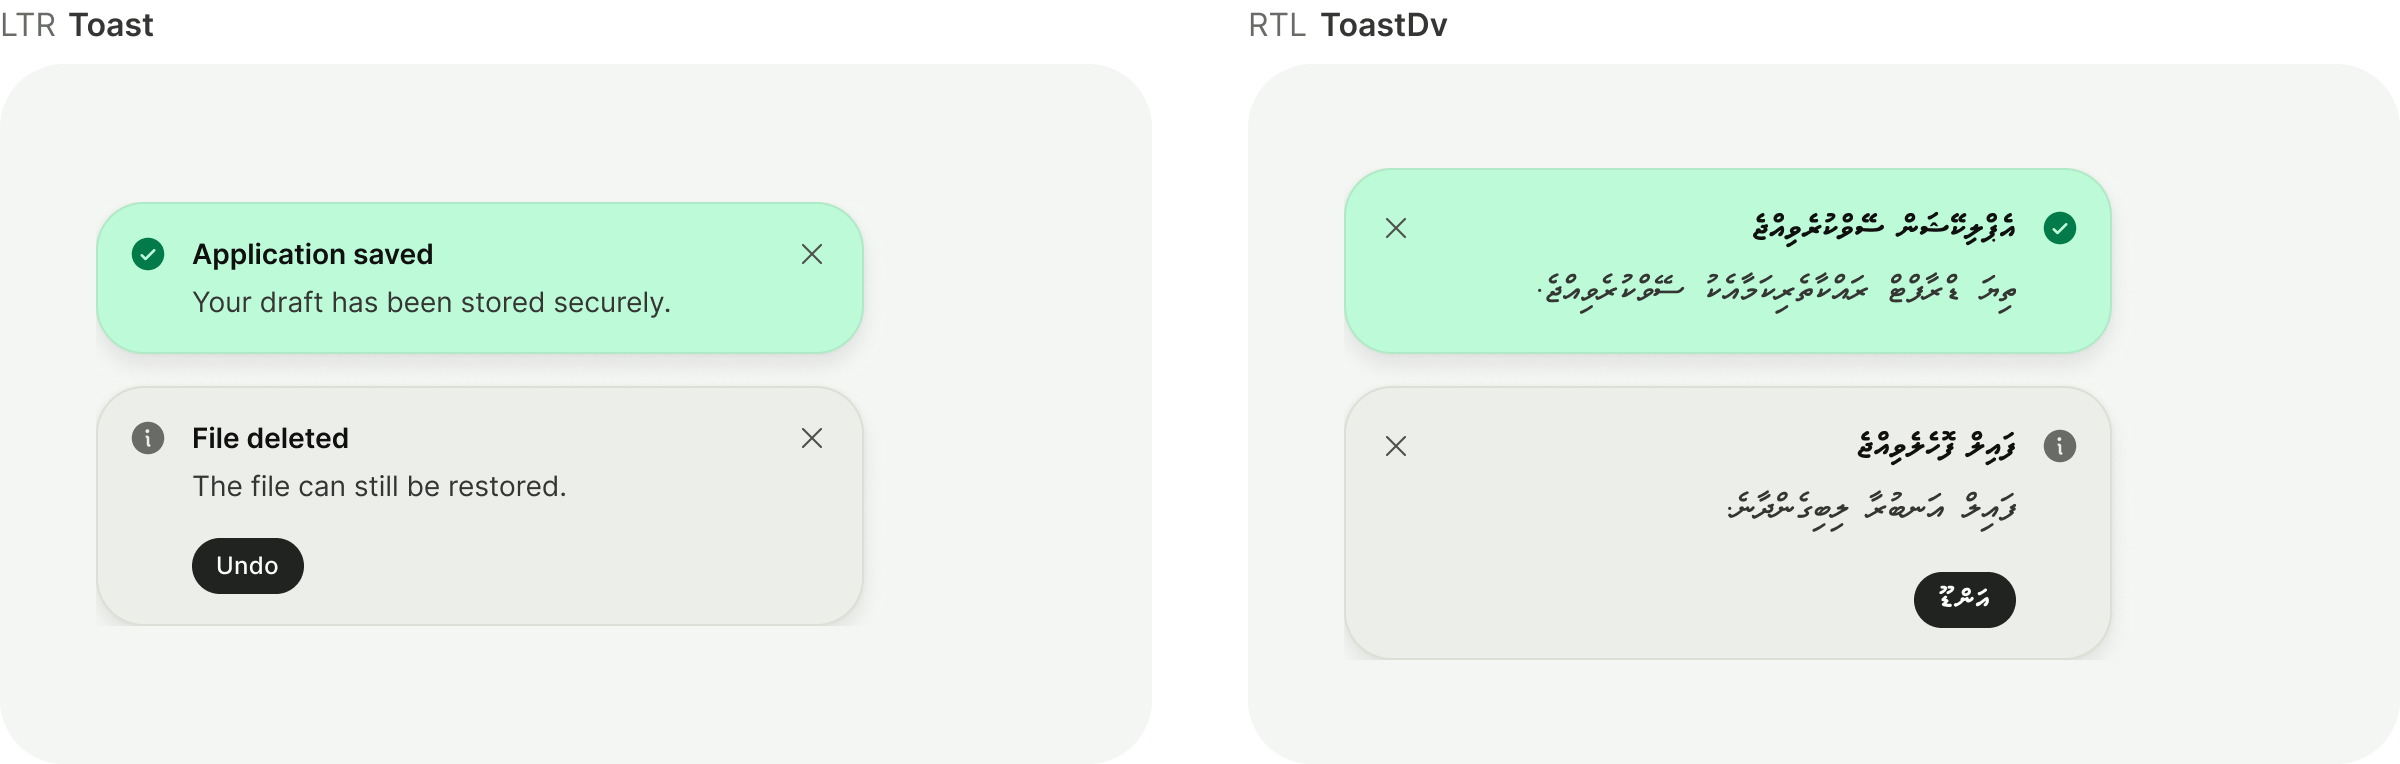 LTR Toast
Application saved
Your draft has been stored securely.
File deleted
The file can still be restored.
Undo
RTL ToastDv
އެޕްލިކޭޝަން ސޭވްކުރެވިއްޖެ
ތިޔަ ޑްރާފްޓް ރައްކާތެރިކަމާއެކު ސޭވްކުރެވިއްޖެ.
ފައިލް ފޮހެލެވިއްޖެ
ފައިލް އަނބުރާ ލިބިގެންދާނެ.
އަންޑޫ